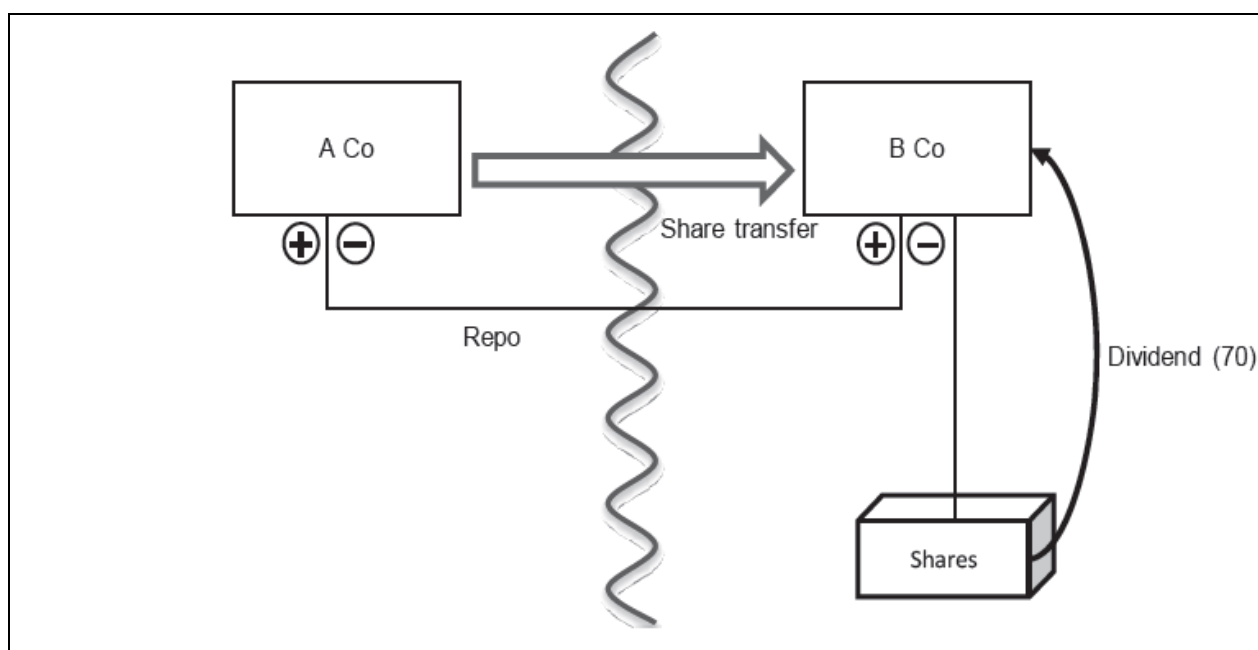 A Co
B Co
Share transfer
+ −
+ −
Repo
Dividend (70)
Shares